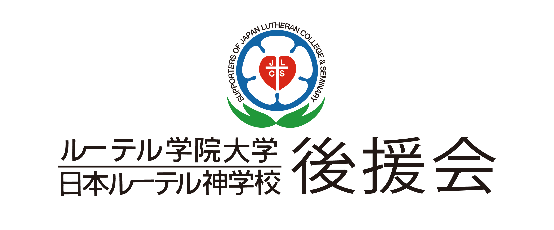 SUPPORTERS OF JAPAN LUTHERAN COLLEGE & SEMINARY
J L
C S
ルーテル学院大学
日本ルーテル神学校
後援会